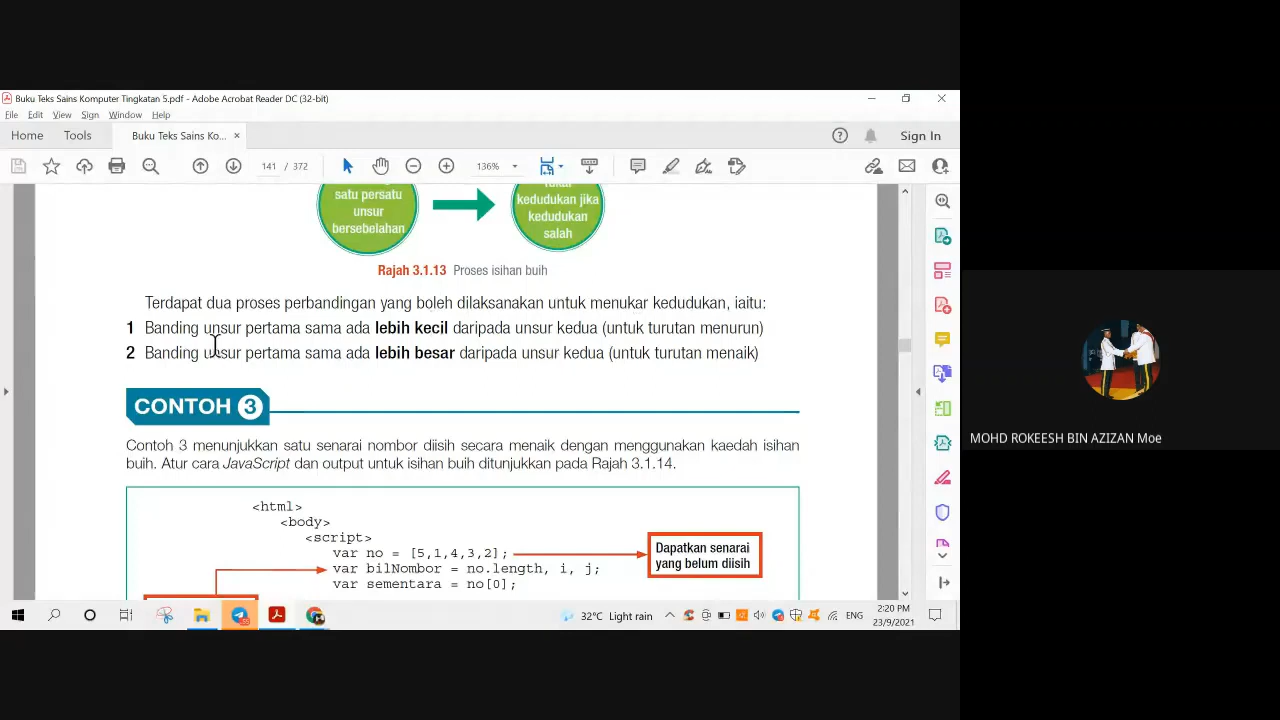 Buku Teks Sains Komputer Tingkatan 5.pdf - Adobe Acrobat Reader DC (32-bit)
File Edit View Sign Window Help
Home Tools Buku Teks Sains Ko... × Sign In
141 / 372 136%
satu persatu
unsur
bersebelahan
kedudukan jika
kedudukan
salah
Rajah 3.1.13 Proses isihan buih
Terdapat dua proses perbandingan yang boleh dilaksanakan untuk menukar kedudukan, iaitu:
1 Banding unsur pertama sama ada lebih kecil daripada unsur kedua (untuk turutan menurun)
2 Banding unsur pertama sama ada lebih besar daripada unsur kedua (untuk turutan menaik)
CONTOH 3
Contoh 3 menunjukkan satu senarai nombor diisih secara menaik dengan menggunakan kaedah isihan
buih. Atur cara JavaScript dan output untuk isihan buih ditunjukkan pada Rajah 3.1.14.
<html>
<body>
<script>
var no = [5,1,4,3,2];
var bilNombor = no.length, i, j;
var sementara = no[0];
Dapatkan senarai
yang belum diisih
32°C Light rain
ENG
2:20 PM
23/9/2021
MOHD ROKEESH BIN AZIZAN Moe